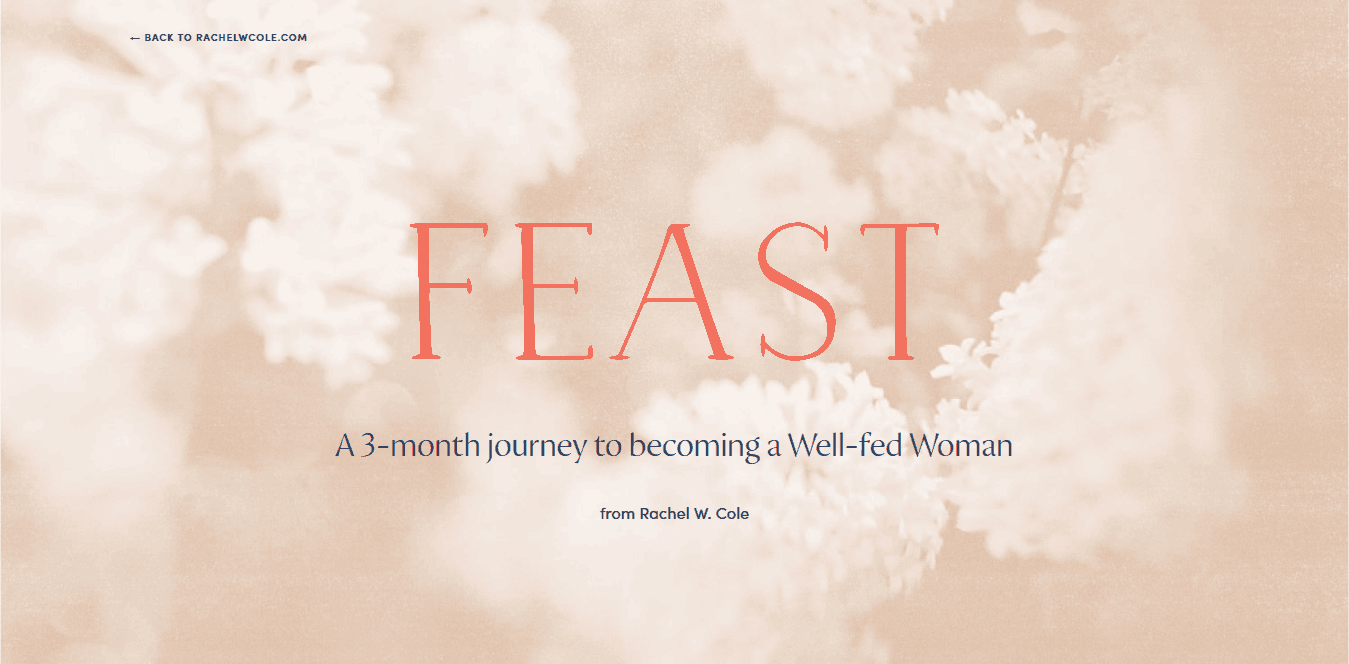 ← BACK TO RACHELWCOLE.COM
FEAST
A 3-month journey to becoming a Well-fed Woman
from Rachel W. Cole